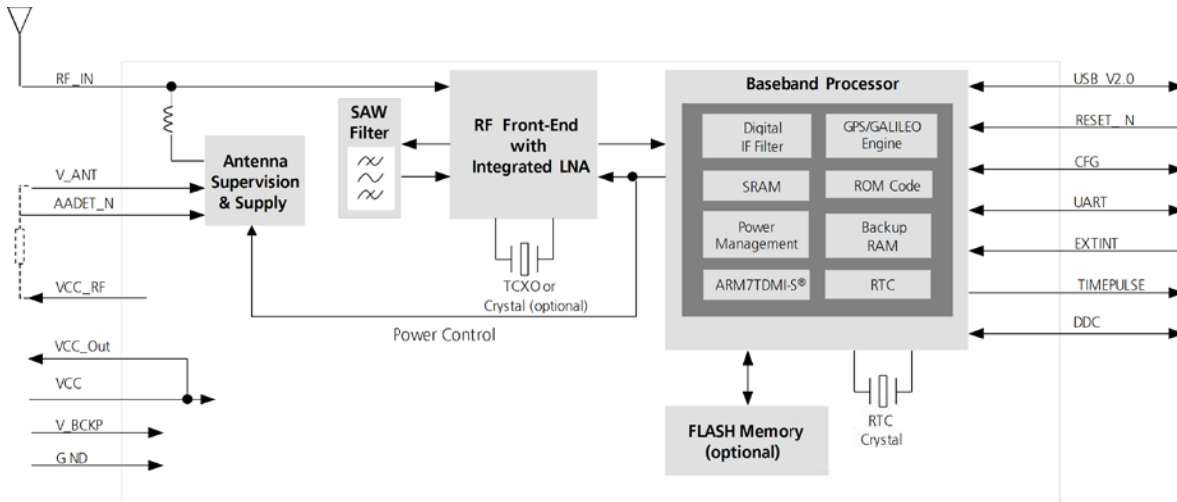 RF_IN
SAW
Filter
RF Front-End
with
Integrated LNA
Baseband Processor
Digital
IF Filter
GPS/GALILEO
Engine
SRAM
ROM Code
Power
Management
Backup
RAM
ARM7TDMI-S®
RTC
USB V2.0
RESET_N
CFG
UART
EXTINT
TIMEPULSE
DDC
Antenna
Supervision
& Supply
V_ANT
AADET_N
VCC_RF
TCXO or
Crystal (optional)
Power Control
VCC_Out
VCC
V_BCKP
GND
FLASH Memory
(optional)
RTC
Crystal